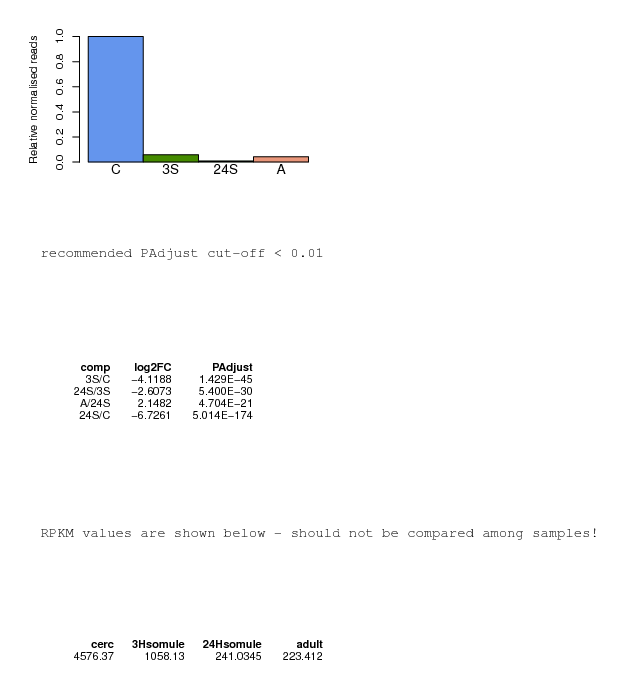 Relative normalised reads
1.0
0.8
0.6
0.4
0.2
0.0
C 3S 24S A
recommended PAdjust cut-off < 0.01
comp log2FC PAdjust
3S/C −4.1188 1.429E−45
24S/3S −2.6073 5.400E−30
A/24S 2.1482 4.704E−21
24S/C −6.7261 5.014E−174
RPKM values are shown below - should not be compared among samples!
cerc 3Hsomule 24Hsomule adult
4576.37 1058.13 241.0345 223.412